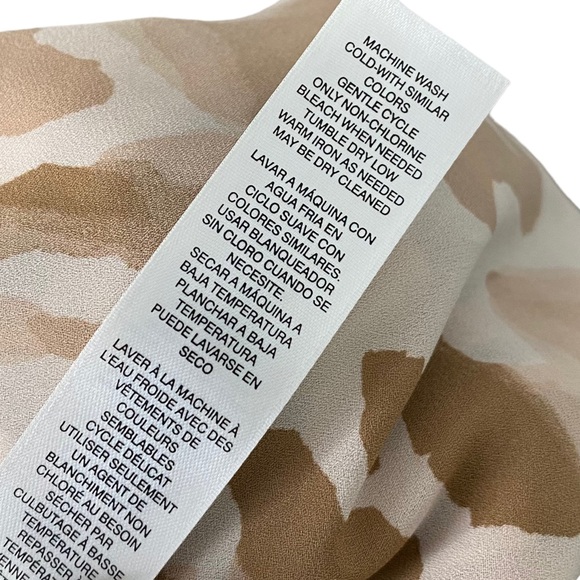 MACHINE WASH
COLD-WITH SIMILAR
COLORS
GENTLE CYCLE
ONLY NON-CHLORINE
BLEACH WHEN NEEDED
TUMBLE DRY LOW
WARM IRON AS NEEDED
MAY BE DRY CLEANED
LAVAR A MÁQUINA CON
AGUA FRIA EN
CICLO SUAVE CON
COLORES SIMILARES.
USAR BLANQUEADOR
SIN CLORO CUANDO SE
NECESITE.
SECAR A MÁQUINA A
BAJA TEMPERATURA
PLANCHAR A BAJA
TEMPERATURA
PUEDE LAVARSE EN
SECO
LAVER À LA MACHINE À
L'EAU FROIDE AVEC DES
VÊTEMENTS DE
COULEURS
SEMBLABLES
CYCLE DÉLICAT
UTILISER SEULEMENT
UN AGENT DE
BLANCHIMENT NON
CHLORÉ AU BESOIN
SÉCHER PAR
CULBUTAGE À BASSE
TEMPÉRATURE
REPASSER À
TEMPÉRATURE